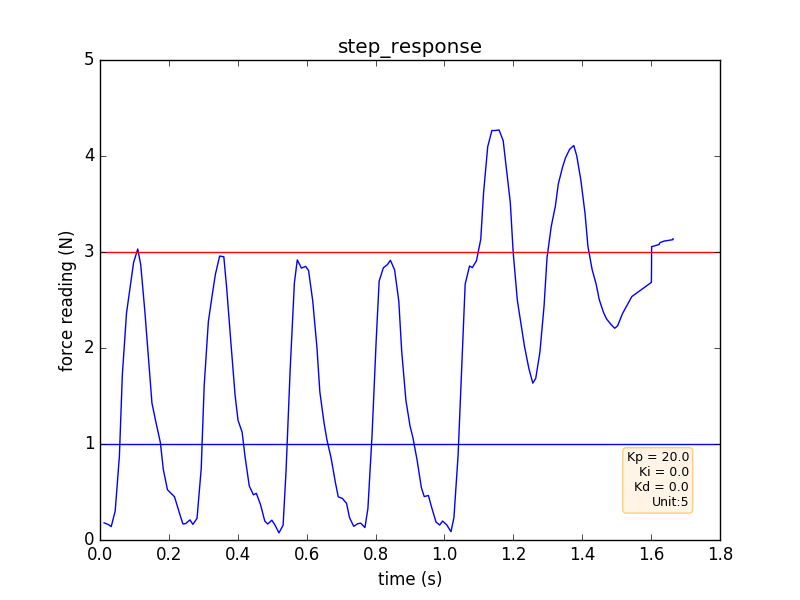 step_response
5
4
3
2
1
0
force reading (N)
0.0 0.2 0.4 0.6 0.8 1.0 1.2 1.4 1.6 1.8
time (s)
Kp = 20.0
Ki = 0.0
Kd = 0.0
Unit:5